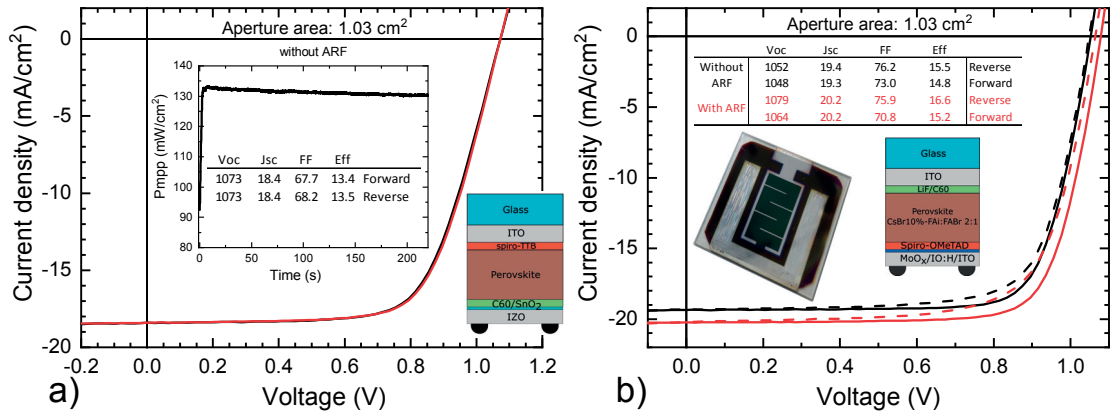 Aperture area: 1.03 cm²
without ARF
Current density (mA/cm²)
0
-5
-10
-15
-20
-0.2 0.0 0.2 0.4 0.6 0.8 1.0 1.2
Voltage (V)
a)
Pmpp (mW/cm²)
140
130
120
110
100
90
80
0 50 100 150 200
Time (s)
Voc Jsc FF Eff
1073 18.4 67.7 13.4 Forward
1073 18.4 68.2 13.5 Reverse
Glass
ITO
spiro-TTB
Perovskite
C60/SnO₂
IZO
Aperture area: 1.03 cm²
Current density (mA/cm²)
0
-5
-10
-15
-20
0.0 0.2 0.4 0.6 0.8 1.0
Voltage (V)
b)
Voc Jsc FF Eff
Without 1052 19.4 76.2 15.5 Reverse
ARF 1048 19.3 73.0 14.8 Forward
With ARF 1079 20.2 75.9 16.6 Reverse
1064 20.2 70.8 15.2 Forward
Glass
ITO
LiF/C60
Perovskite
CsBr10%-FAi:FABr 2:1
Spiro-OMeTAD
MoOₓ/IO:H/ITO